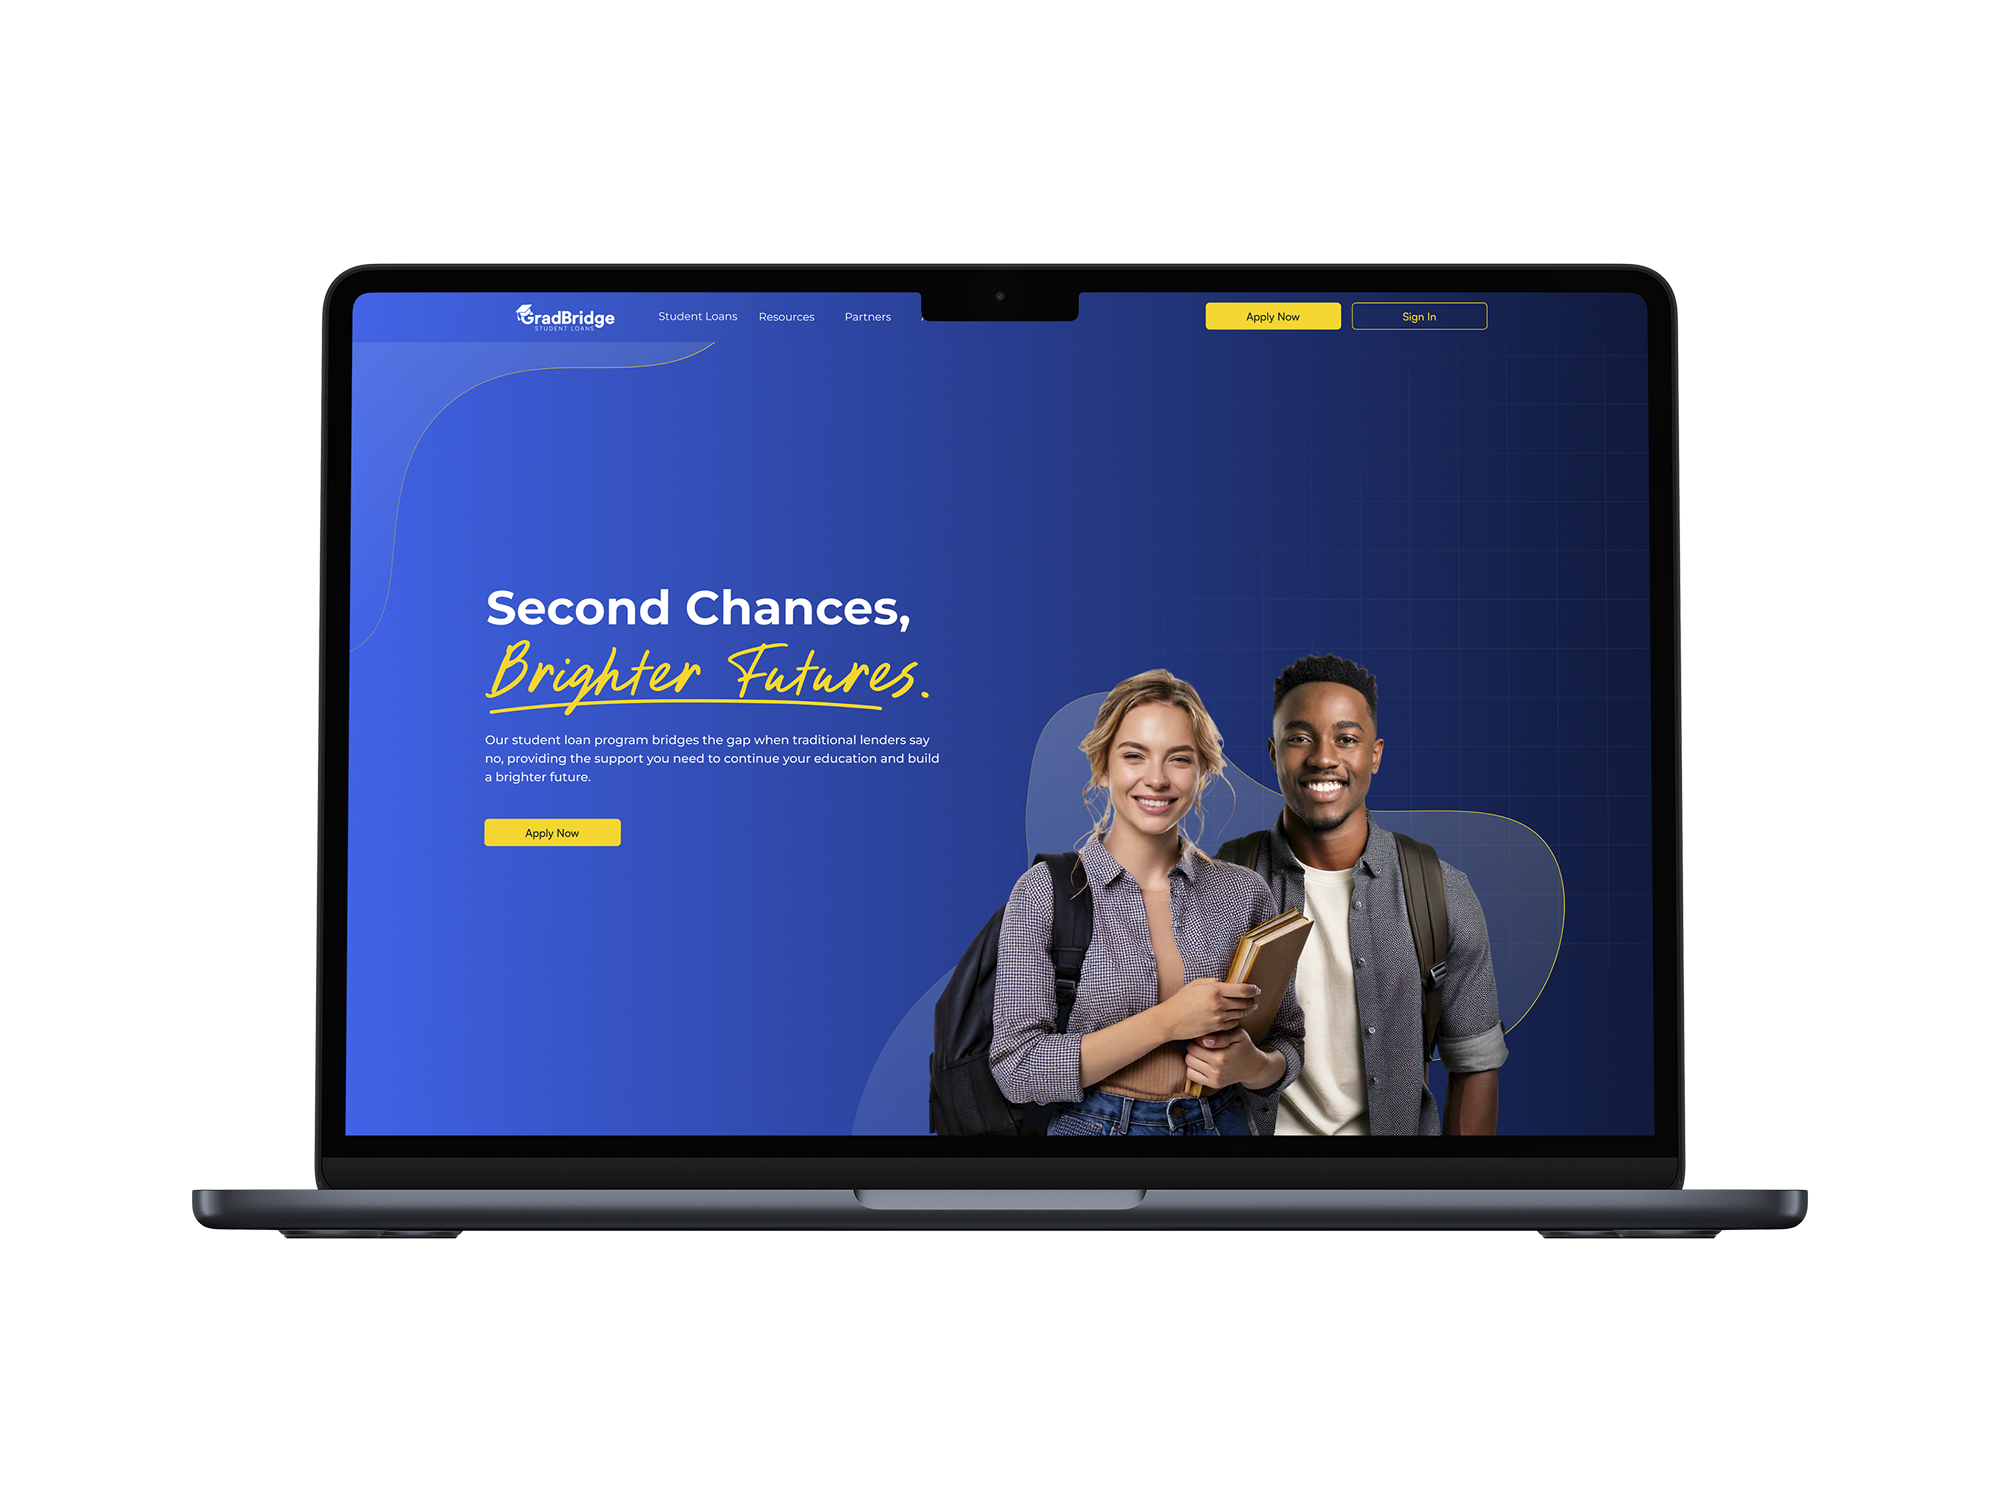 GradBridge
STUDENT LOANS
Student Loans Resources Partners
Apply Now Sign In
Second Chances,
Brighter Futures.
Our student loan program bridges the gap when traditional lenders say
no, providing the support you need to continue your education and build
a brighter future.
Apply Now